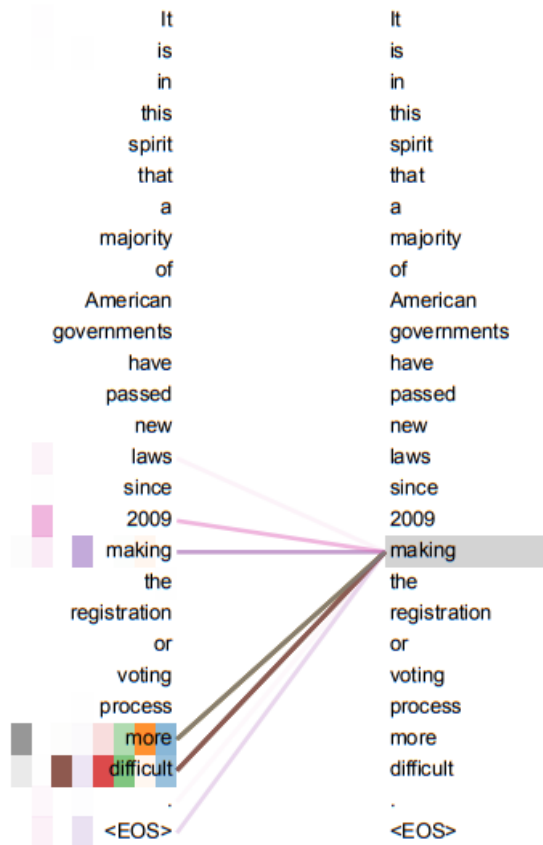 It It
is is
in in
this this
spirit spirit
that that
a a
majority majority
of of
American American
governments governments
have have
passed passed
new new
laws laws
since since
2009 2009
making making
the the
registration registration
or or
voting voting
process process
more more
difficult difficult
. .
<EOS> <EOS>